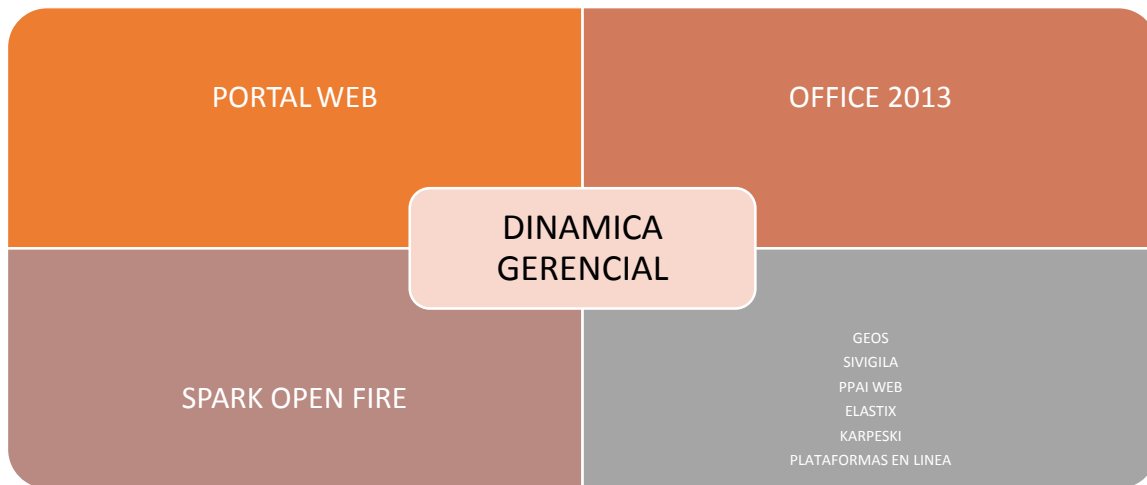 PORTAL WEB
OFFICE 2013
DINAMICA
GERENCIAL
SPARK OPEN FIRE
GEOS
SIVIGILA
PPAI WEB
ELASTIX
KARPESKI
PLATAFORMAS EN LINEA